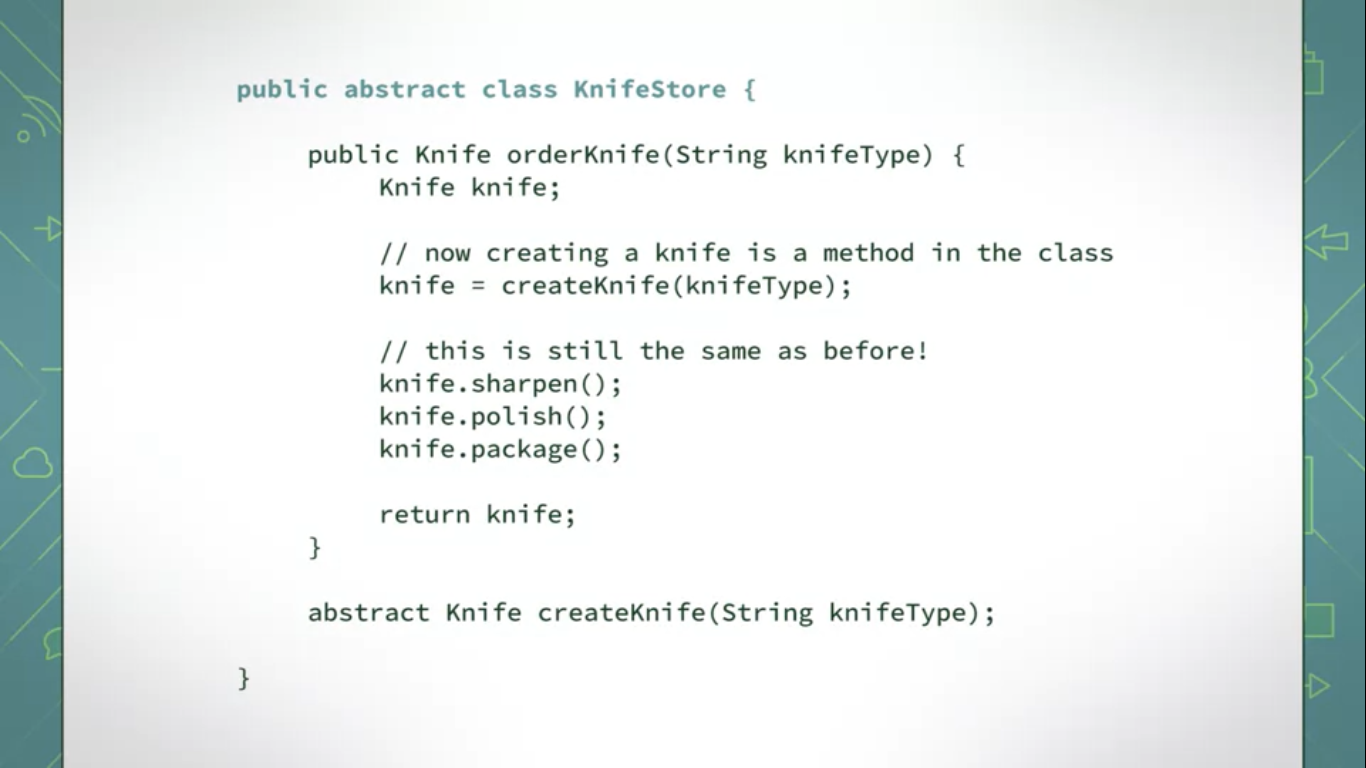 public abstract class KnifeStore {
public Knife orderKnife(String knifeType) {
Knife knife;
// now creating a knife is a method in the class
knife = createKnife(knifeType);
// this is still the same as before!
knife.sharpen();
knife.polish();
knife.package();
return knife;
}
abstract Knife createKnife(String knifeType);
}